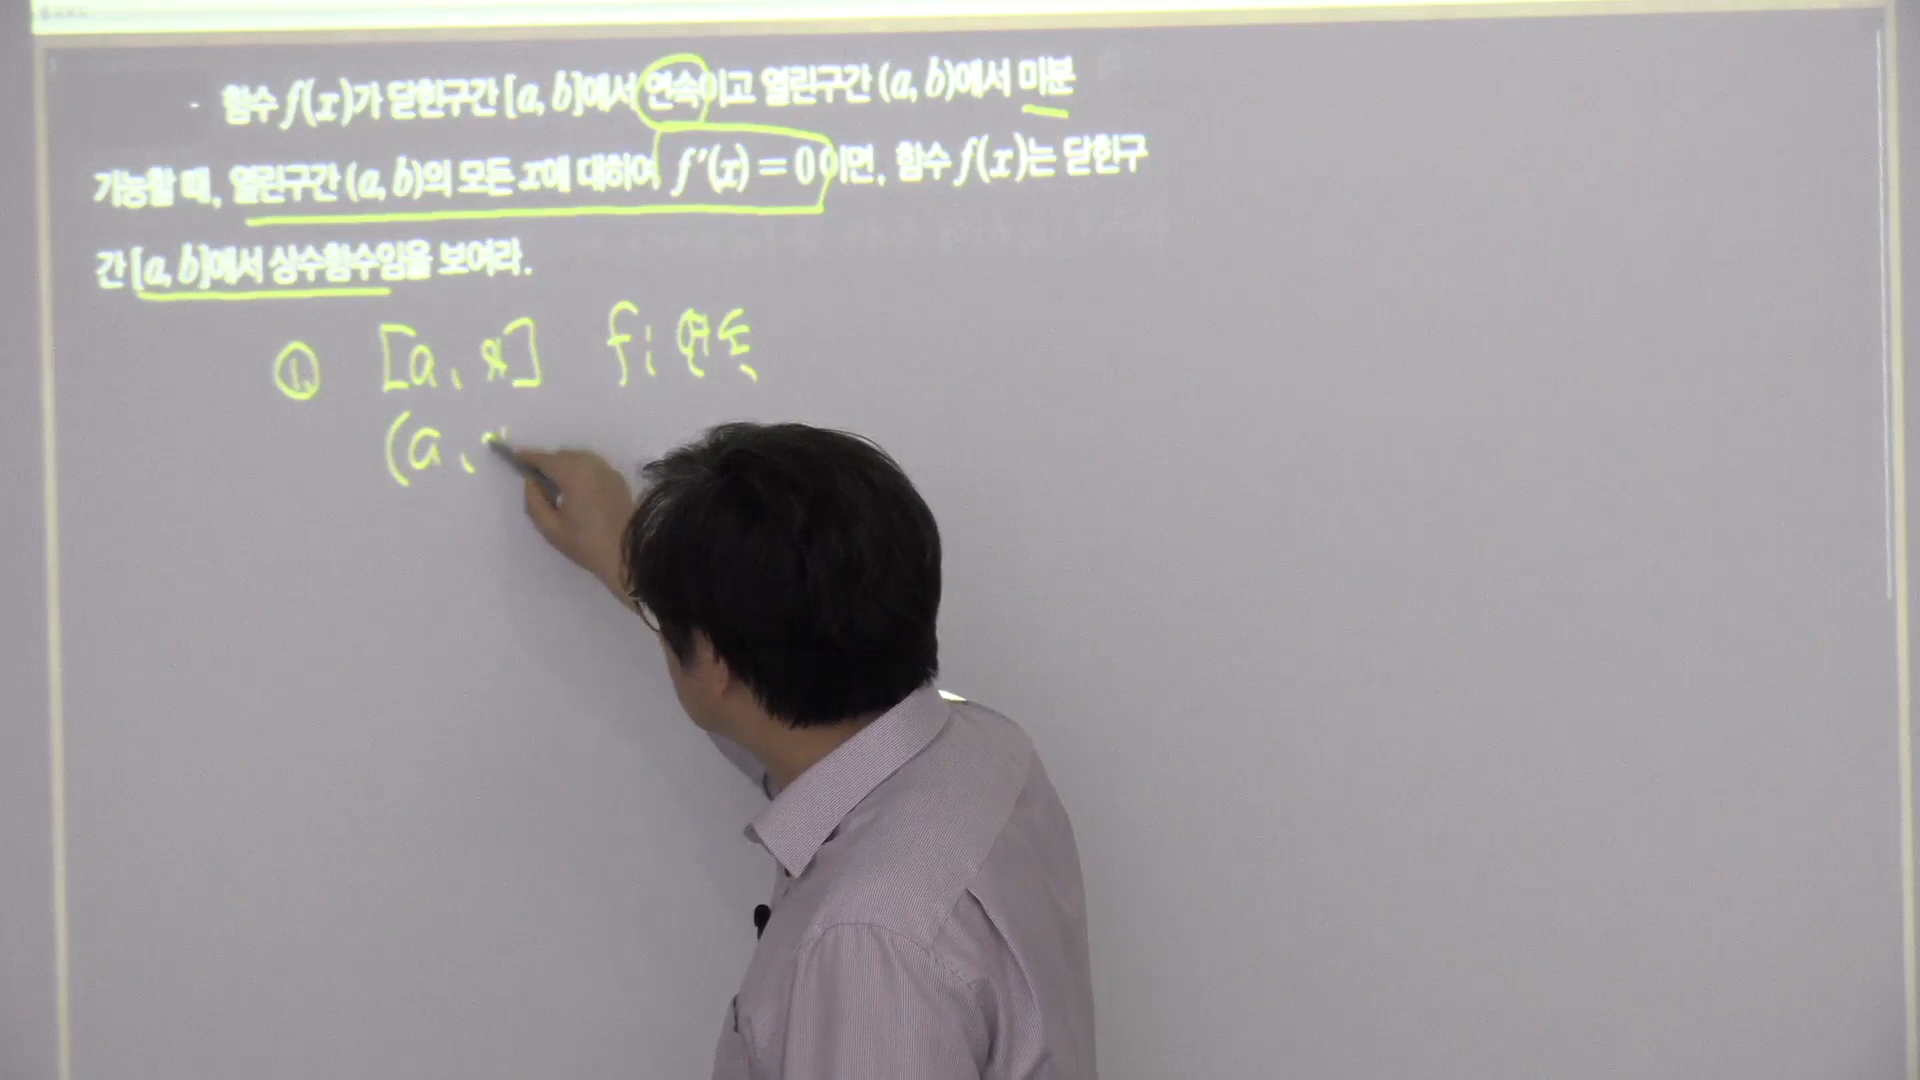 함수 f(x)가 닫힌구간 [a, b]에서 연속이고 열린구간 (a, b)에서 미분
가능할 때, 열린구간 (a, b)의 모든 x에 대하여 f′(x) = 0이면, 함수 f(x)는 닫힌구
간 [a, b]에서 상수함수임을 보여라.
① [a, x] f; 연속
(a, x